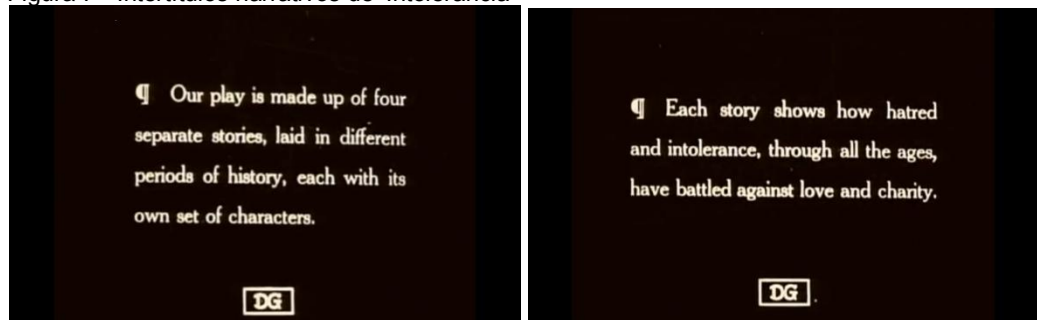 ¶ Our play is made up of four
separate stories, laid in different
periods of history, each with its
own set of characters.
DG
¶ Each story shows how hatred
and intolerance, through all the ages,
have battled against love and charity.
DG